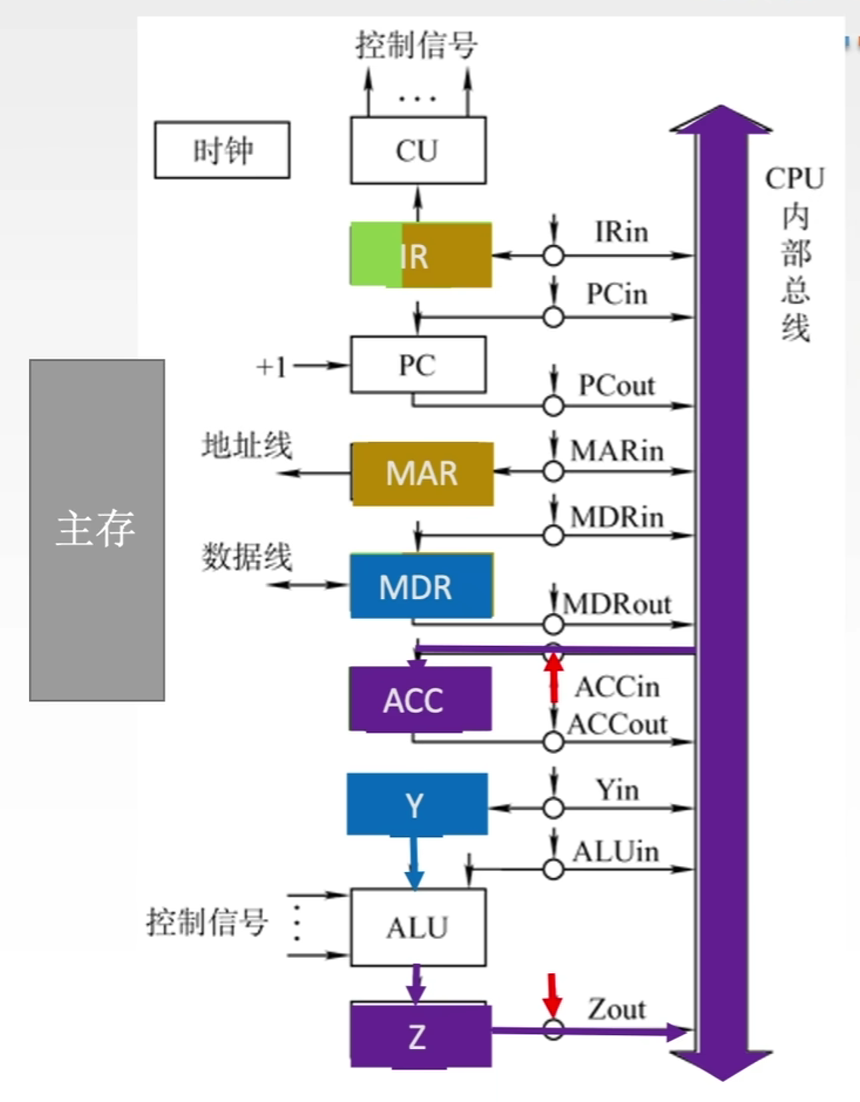 控制信号
...
时钟
CU
CPU
内
部
总
线
IR
IRin
PCin
+1
PC
PCout
地址线
MAR
MARin
主存
MDRin
数据线
MDR
MDRout
ACC
ACCin
ACCout
Y
Yin
ALUin
控制信号
ALU
Z
Zout